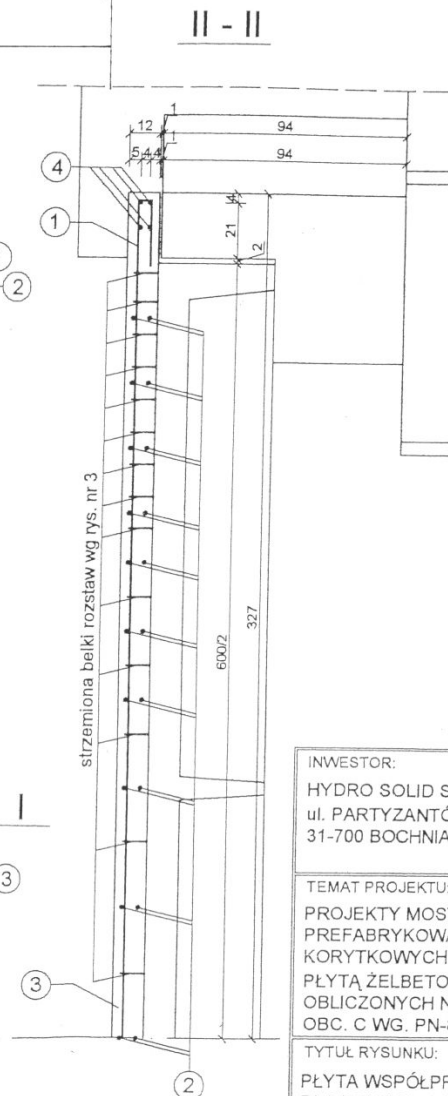 II - II
1
12
94
1
5 4 4
94
4
1
4
21
2
2
strzemiona belki rozstaw wg rys. nr 3
600/2
327
I
3
3
2
INWESTOR:
HYDRO SOLID S
ul. PARTYZANTÓ
31-700 BOCHNIA
TEMAT PROJEKTU:
PROJEKTY MOST
PREFABRYKOWA
KORYTKOWYCH
PŁYTĄ ŻELBETO
OBLICZONYCH N
OBC. C WG. PN-
TYTUŁ RYSUNKU:
PŁYTA WSPÓŁPR